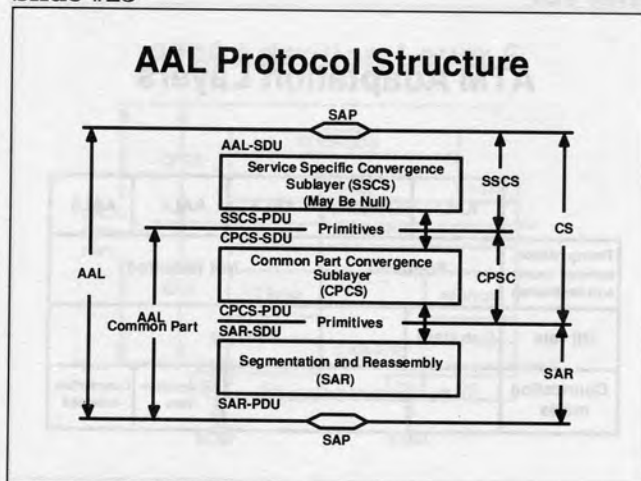 AAL Protocol Structure
SAP
AAL-SDU
Service Specific Convergence
Sublayer (SSCS)
(May Be Null)
SSCS
SSCS-PDU
Primitives
CPCS-SDU
CS
AAL
Common Part Convergence
Sublayer
(CPCS)
CPSC
CPCS-PDU
AAL
Common Part
Primitives
SAR-SDU
Segmentation and Reassembly
(SAR)
SAR
SAR-PDU
SAP